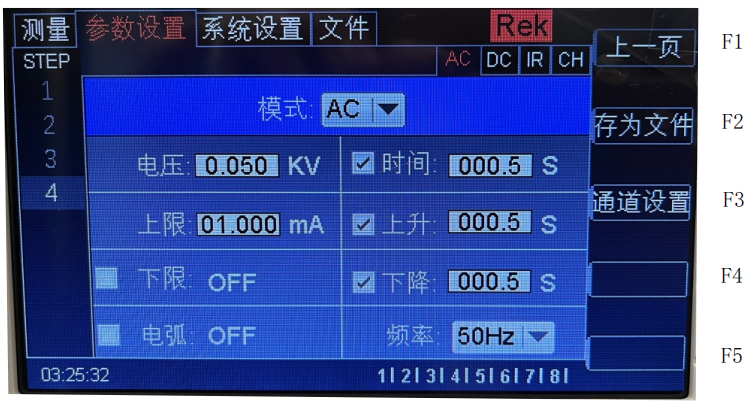 测量 参数设置 系统设置 文件 Rek
STEP AC DC IR CH
上一页 F1
1
模式: AC
2
存为文件 F2
3
电压: 0.050 KV 时间: 000.5 S
4
通道设置 F3
上限: 01.000 mA 上升: 000.5 S
下限: OFF 下降: 000.5 S
F4
电弧: OFF 频率: 50Hz
F5
03:25:32 1|2|3|4|5|6|7|8|